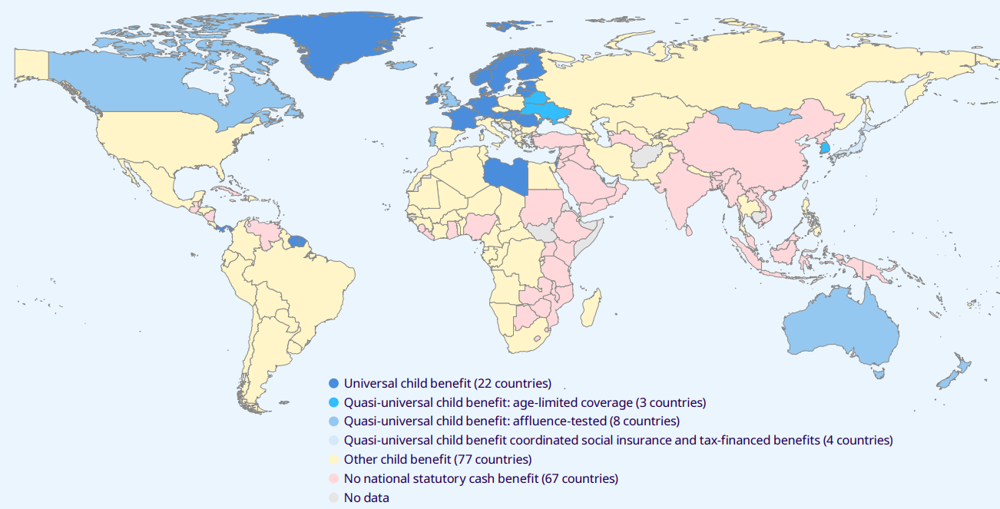 Universal child benefit (22 countries)
Quasi-universal child benefit: age-limited coverage (3 countries)
Quasi-universal child benefit: affluence-tested (8 countries)
Quasi-universal child benefit coordinated social insurance and tax-financed benefits (4 countries)
Other child benefit (77 countries)
No national statutory cash benefit (67 countries)
No data